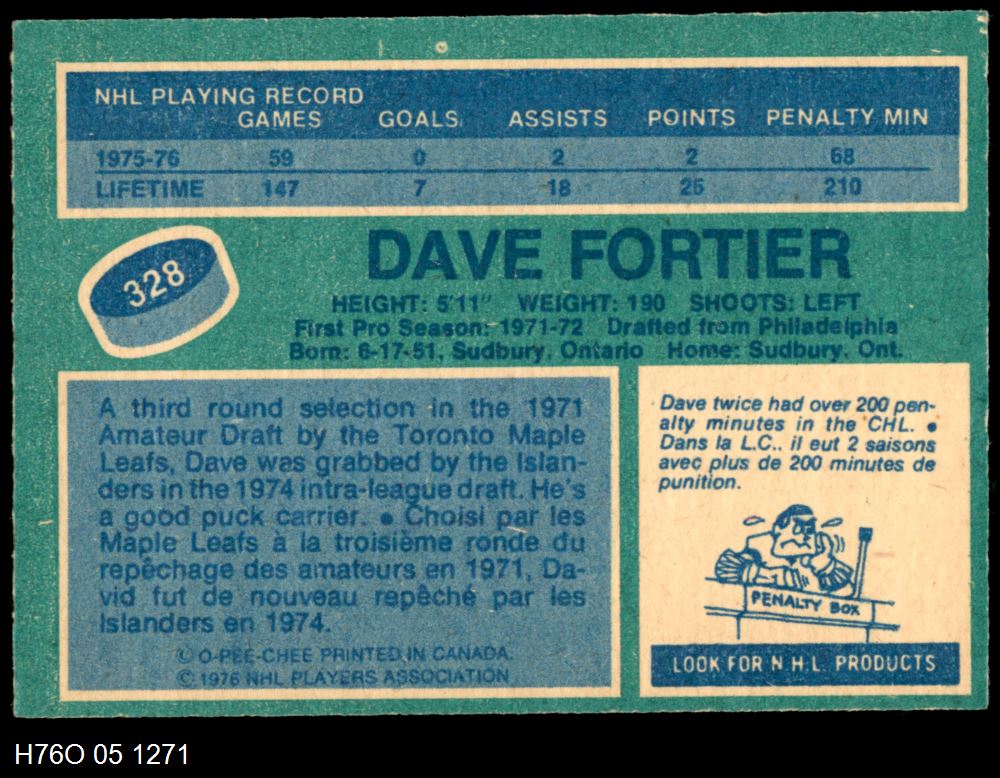 NHL PLAYING RECORD
GAMES GOALS ASSISTS POINTS PENALTY MIN
1975-76 59 0 2 2 68
LIFETIME 147 7 18 25 210
328
DAVE FORTIER
HEIGHT: 5'11" WEIGHT: 190 SHOOTS: LEFT
First Pro Season: 1971-72 Drafted from Philadelphia
Born: 6-17-51, Sudbury, Ontario Home: Sudbury, Ont.
A third round selection in the 1971
Amateur Draft by the Toronto Maple
Leafs, Dave was grabbed by the Islan-
ders in the 1974 intra-league draft. He's
a good puck carrier. • Choisi par les
Maple Leafs à la troisième ronde du
repêchage des amateurs en 1971, Da-
vid fut de nouveau repêché par les
Islanders en 1974.
© O-PEE-CHEE PRINTED IN CANADA.
© 1976 NHL PLAYERS ASSOCIATION
Dave twice had over 200 pen-
alty minutes in the CHL. •
Dans la L.C.. il eut 2 saisons
avec plus de 200 minutes de
punition.
PENALTY BOX
LOOK FOR N.H.L. PRODUCTS
H76O 05 1271